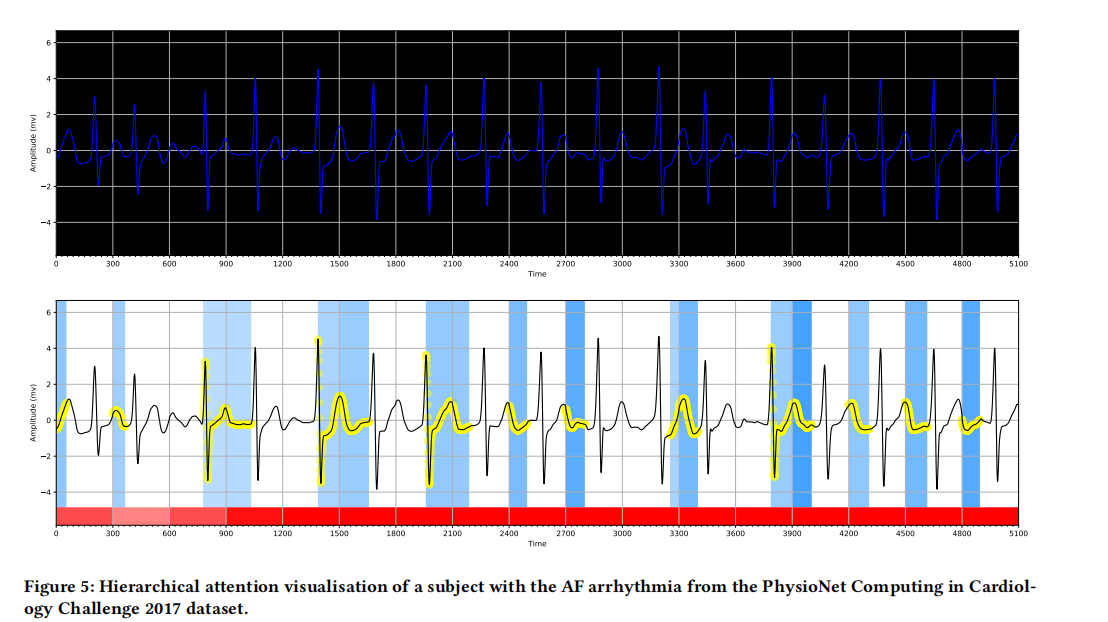 6
4
2
0
−2
−4
Amplitude (mv)
0 300 600 900 1200 1500 1800 2100 2400 2700 3000 3300 3600 3900 4200 4500 4800 5100
Time
6
4
2
0
−2
−4
Amplitude (mv)
0 300 600 900 1200 1500 1800 2100 2400 2700 3000 3300 3600 3900 4200 4500 4800 5100
Time
Figure 5: Hierarchical attention visualisation of a subject with the AF arrhythmia from the PhysioNet Computing in Cardiol-
ogy Challenge 2017 dataset.